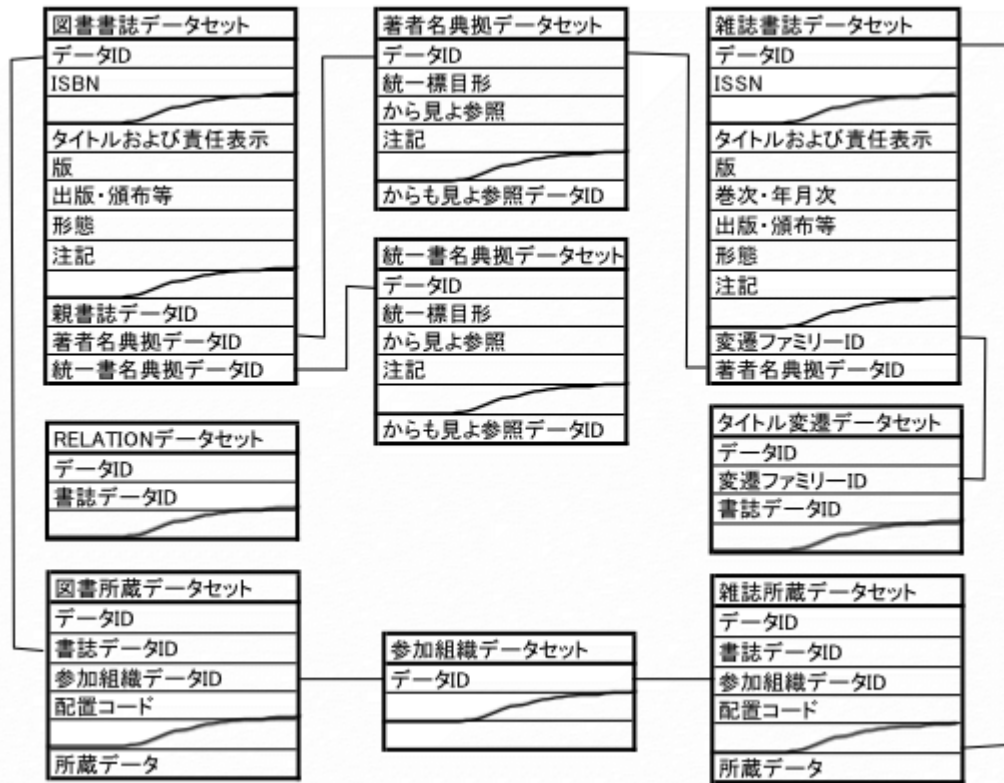 図書書誌データセット
データID
ISBN
タイトルおよび責任表示
版
出版・頒布等
形態
注記
親書誌データID
著者名典拠データID
統一書名典拠データID
著者名典拠データセット
データID
統一標目形
から見よ参照
注記
からも見よ参照データID
雑誌書誌データセット
データID
ISSN
タイトルおよび責任表示
版
巻次・年月次
出版・頒布等
形態
注記
変遷ファミリーID
著者名典拠データID
統一書名典拠データセット
データID
統一標目形
から見よ参照
注記
からも見よ参照データID
RELATIONデータセット
データID
書誌データID
タイトル変遷データセット
データID
変遷ファミリーID
書誌データID
図書所蔵データセット
データID
書誌データID
参加組織データID
配置コード
所蔵データ
参加組織データセット
データID
雑誌所蔵データセット
データID
書誌データID
参加組織データID
配置コード
所蔵データ